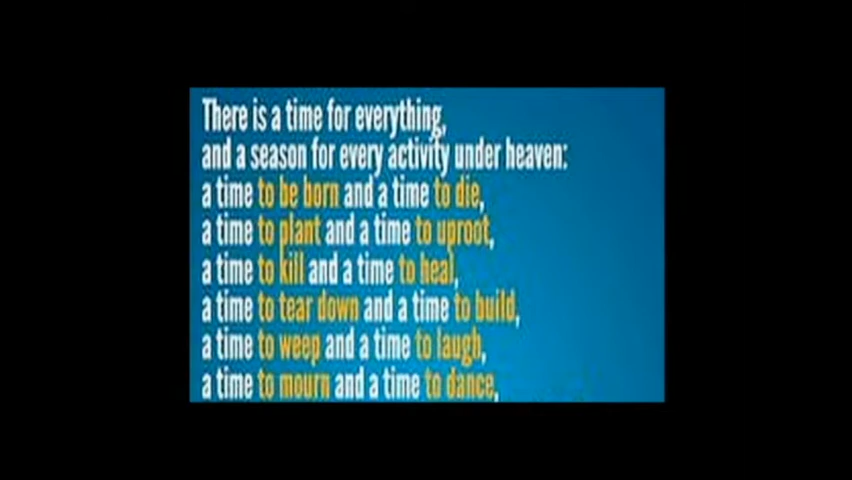 There is a time for everything,
and a season for every activity under heaven:
a time to be born and a time to die,
a time to plant and a time to uproot,
a time to kill and a time to heal,
a time to tear down and a time to build,
a time to weep and a time to laugh,
a time to mourn and a time to dance,